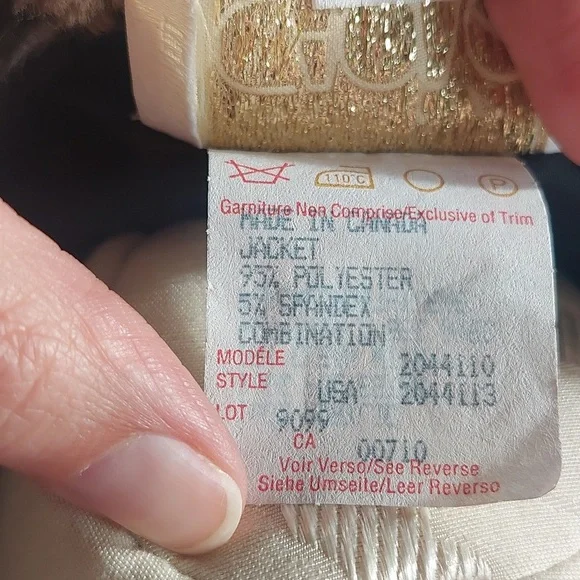 110°C
P
Garniture Non Comprise/Exclusive of Trim
MADE IN CANADA
JACKET
95% POLYESTER
5% SPANDEX
COMBINATION
MODÉLE 2044110
STYLE
USA 2044113
LOT 9099
CA 00710
Voir Verso/See Reverse
Siehe Umseite/Leer Reverso